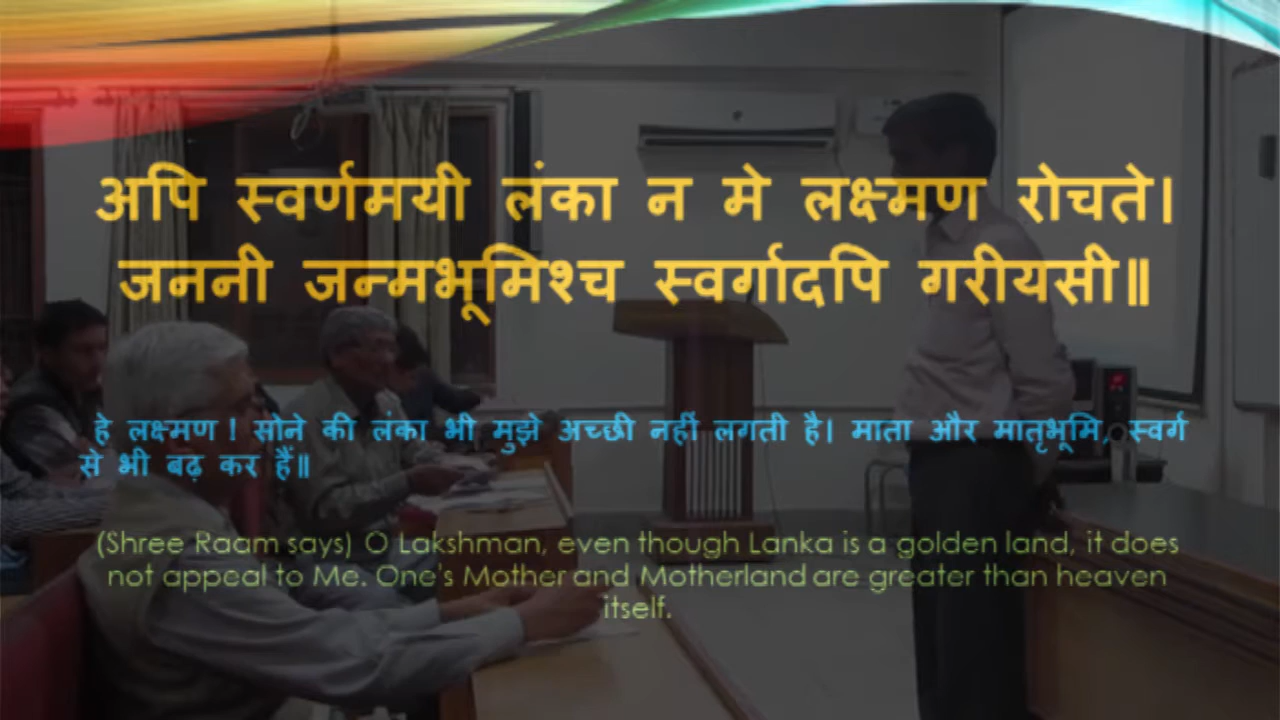 अपि स्वर्णमयी लंका न मे लक्ष्मण रोचते।
जननी जन्मभूमिश्च स्वर्गादपि गरीयसी॥
हे लक्ष्मण ! सोने की लंका भी मुझे अच्छी नहीं लगती है। माता और मातृभूमि, स्वर्ग
से भी बढ़ कर हैं॥
(Shree Raam says) O Lakshman, even though Lanka is a golden land, it does
not appeal to Me. One's Mother and Motherland are greater than heaven
itself.